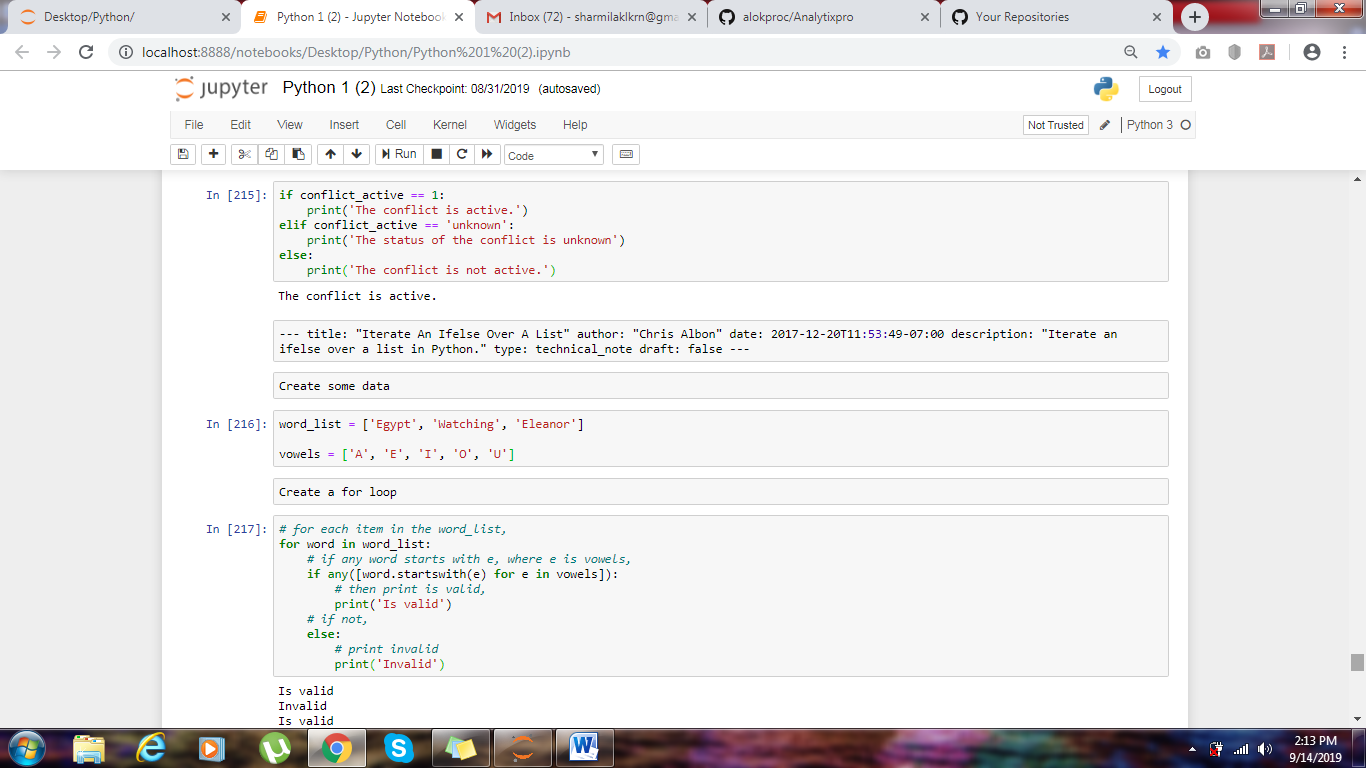 Desktop/Python/
Python 1 (2) - Jupyter Notebook
Inbox (72) - sharmilaklkrn@gma
alokproc/Analytixpro
Your Repositories
localhost:8888/notebooks/Desktop/Python/Python%201%20(2).ipynb
jupyter Python 1 (2) Last Checkpoint: 08/31/2019 (autosaved)
Logout
File Edit View Insert Cell Kernel Widgets Help
Not Trusted
Python 3
Run
Code
In [215]: if conflict_active == 1:
    print('The conflict is active.')
elif conflict_active == 'unknown':
    print('The status of the conflict is unknown')
else:
    print('The conflict is not active.')
The conflict is active.
--- title: "Iterate An Ifelse Over A List" author: "Chris Albon" date: 2017-12-20T11:53:49-07:00 description: "Iterate an
ifelse over a list in Python." type: technical_note draft: false ---
Create some data
In [216]: word_list = ['Egypt', 'Watching', 'Eleanor']
vowels = ['A', 'E', 'I', 'O', 'U']
Create a for loop
In [217]: # for each item in the word_list,
for word in word_list:
    # if any word starts with e, where e is vowels,
    if any([word.startswith(e) for e in vowels]):
        # then print is valid,
        print('Is valid')
    # if not,
    else:
        # print invalid
        print('Invalid')
Is valid
Invalid
Is valid
2:13 PM
9/14/2019